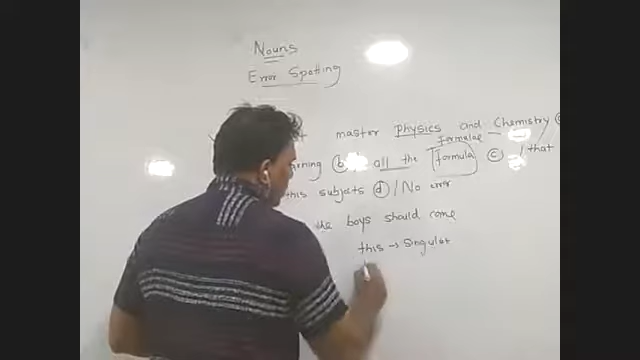 Nouns
Error Spotting
master Physics and Chemistry
formulae
(b) all the formula (c) / that
this subjects (d) / No error
the boys should come
this → Singular